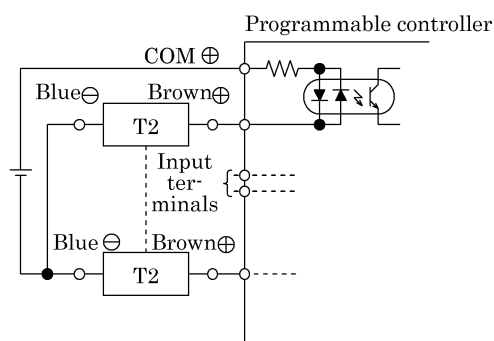 Programmable controller
COM ⊕
Blue⊖ Brown⊕
T2
Input
ter-
minals
Blue ⊖ Brown⊕
T2